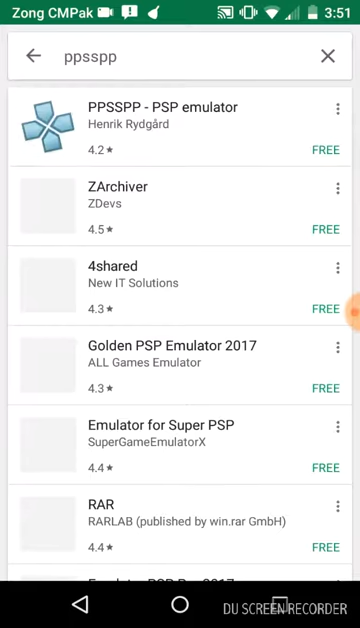 Zong CMPak 3:51
ppsspp
PPSSPP - PSP emulator
Henrik Rydgård
4.2★ FREE
ZArchiver
ZDevs
4.5★ FREE
4shared
New IT Solutions
4.3★ FREE
Golden PSP Emulator 2017
ALL Games Emulator
4.3★ FREE
Emulator for Super PSP
SuperGameEmulatorX
4.4★ FREE
RAR
RARLAB (published by win.rar GmbH)
4.4★ FREE
DU SCREEN RECORDER